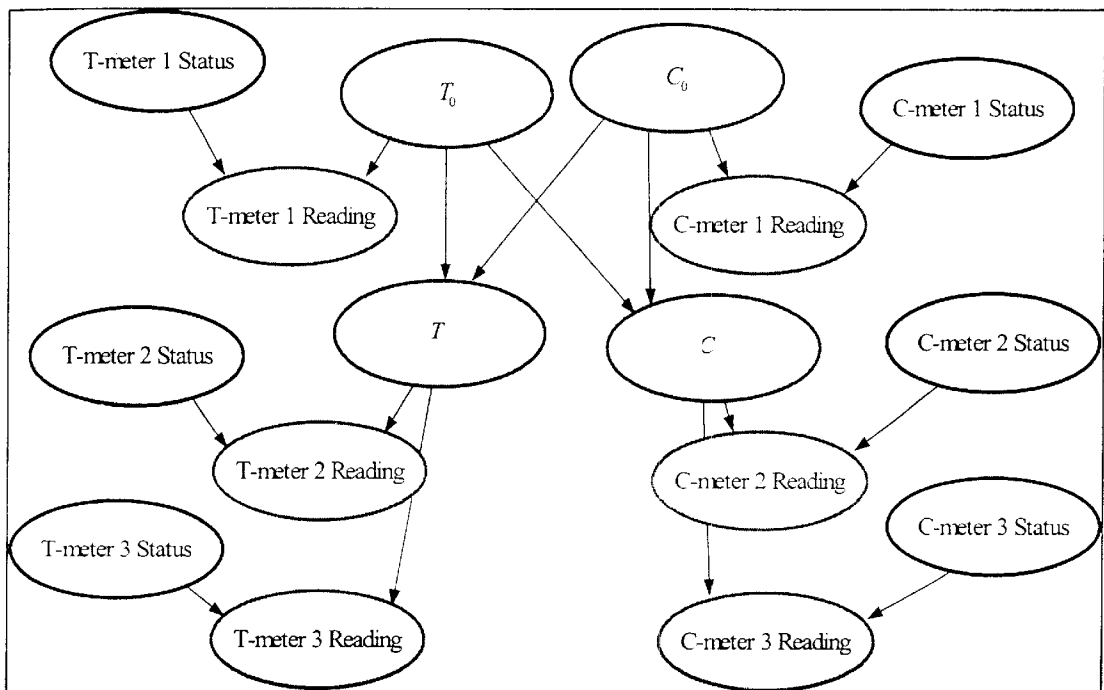 T-meter 1 Status
T₀
C₀
C-meter 1 Status
T-meter 1 Reading
C-meter 1 Reading
T
C
T-meter 2 Status
C-meter 2 Status
T-meter 2 Reading
C-meter 2 Reading
T-meter 3 Status
C-meter 3 Status
T-meter 3 Reading
C-meter 3 Reading